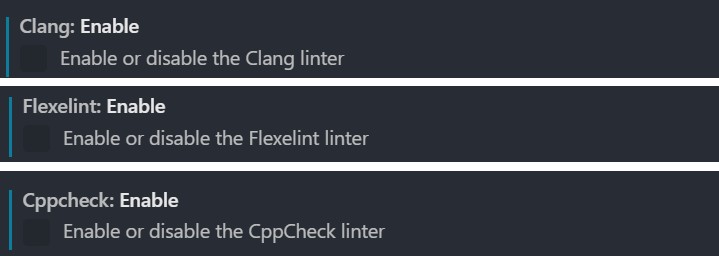 Clang: Enable
Enable or disable the Clang linter
Flexelint: Enable
Enable or disable the Flexelint linter
Cppcheck: Enable
Enable or disable the CppCheck linter